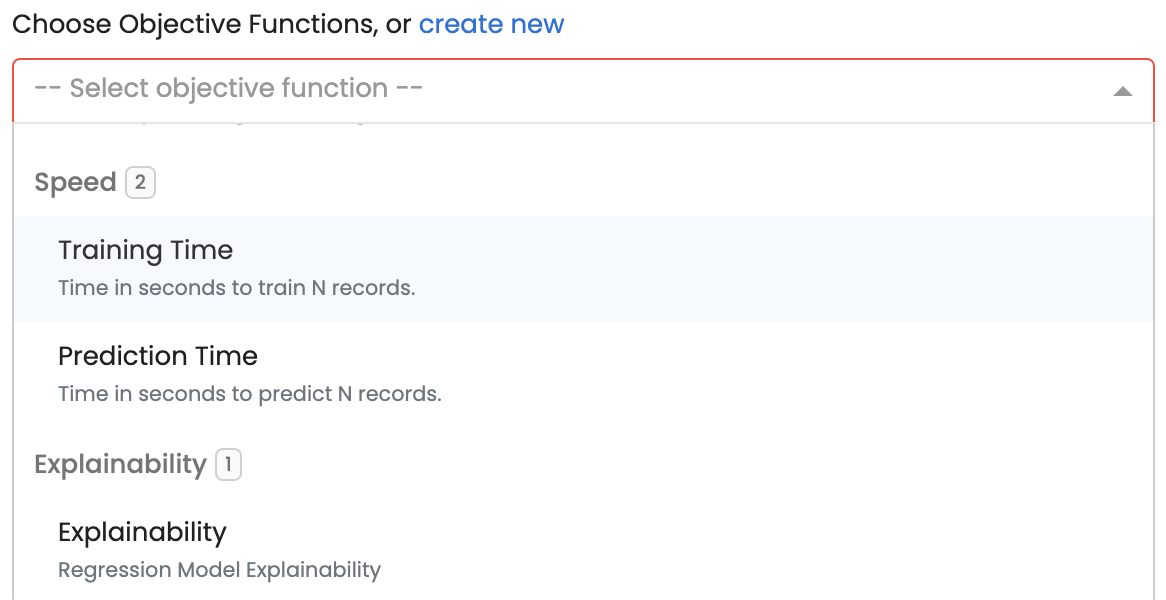 Choose Objective Functions, or create new
-- Select objective function --
Speed 2
Training Time
Time in seconds to train N records.
Prediction Time
Time in seconds to predict N records.
Explainability 1
Explainability
Regression Model Explainability